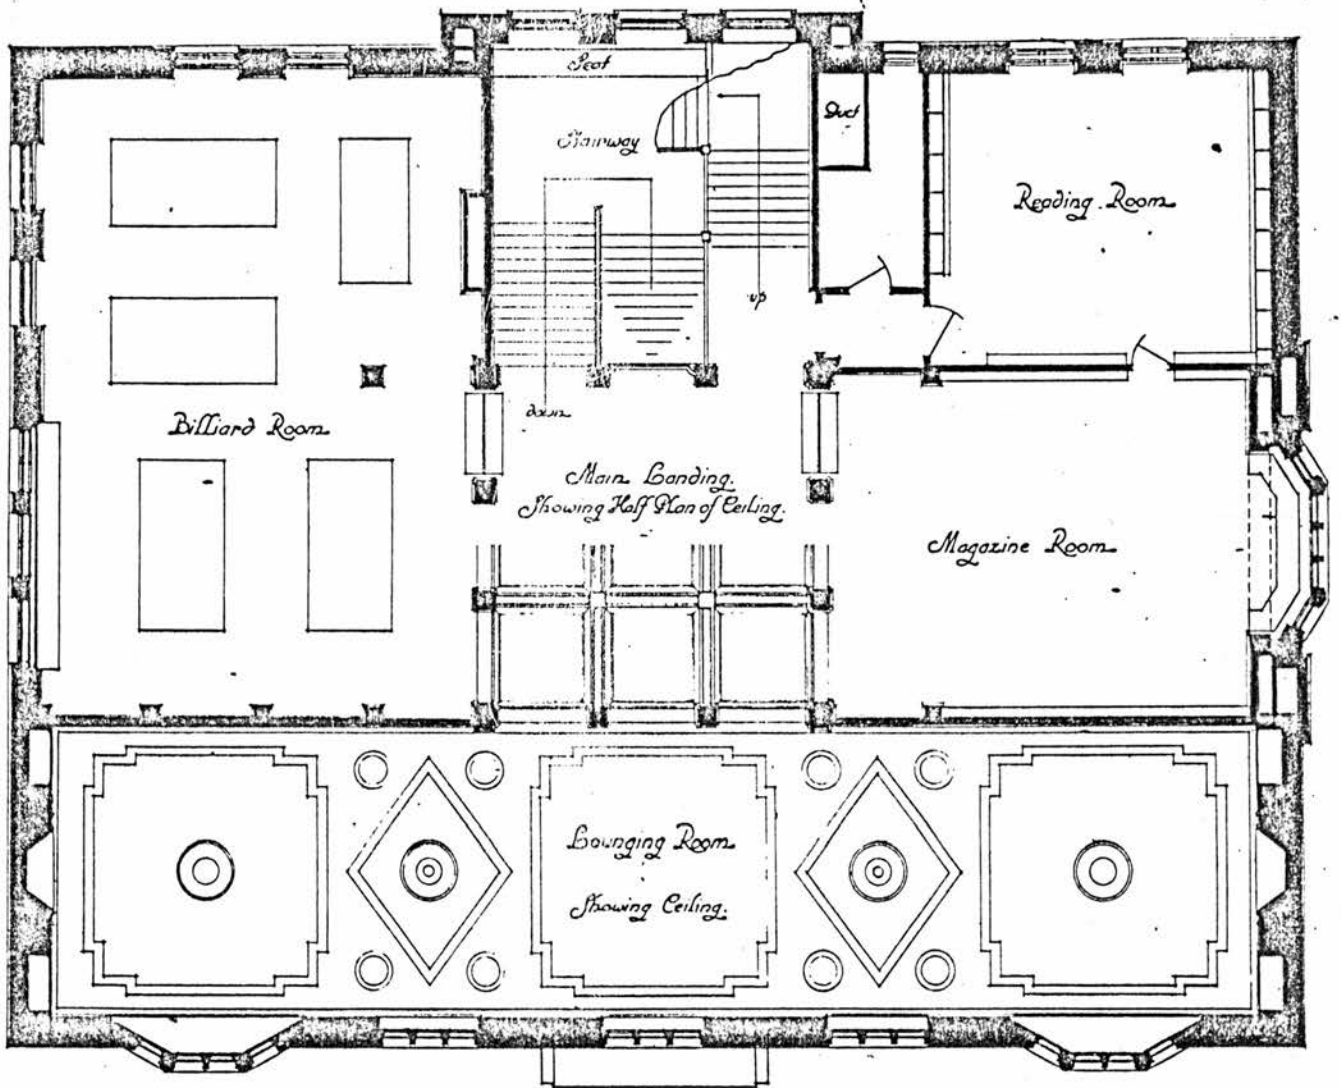 Seat
Duct
Stairway
Reading Room
up
down
Billiard Room
Main Landing.
Showing Half Plan of Ceiling.
Magazine Room
Lounging Room
Showing Ceiling.